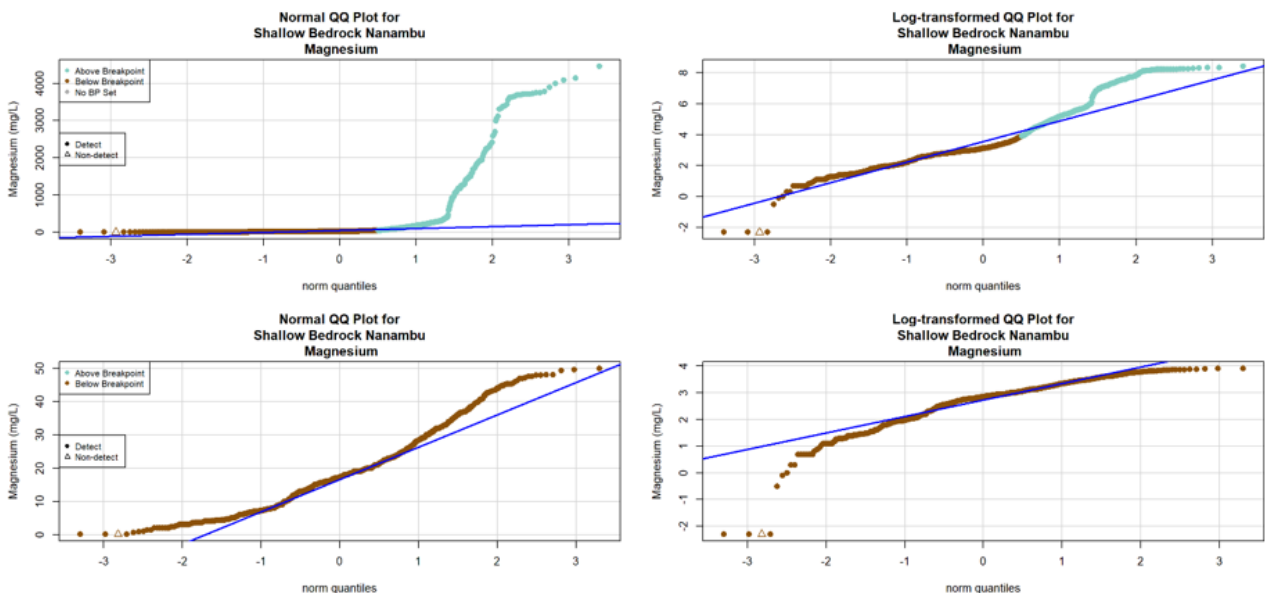 Normal QQ Plot for
Shallow Bedrock Nanambu
Magnesium
Magnesium (mg/L)
4000
3000
2000
1000
0
Above Breakpoint
Below Breakpoint
No BP Set
Detect
Non-detect
-3 -2 -1 0 1 2 3
norm quantiles
Log-transformed QQ Plot for
Shallow Bedrock Nanambu
Magnesium
Magnesium (mg/L)
8
6
4
2
0
-2
-3 -2 -1 0 1 2 3
norm quantiles
Normal QQ Plot for
Shallow Bedrock Nanambu
Magnesium
Magnesium (mg/L)
50
40
30
20
10
0
Above Breakpoint
Below Breakpoint
Detect
Non-detect
-3 -2 -1 0 1 2 3
norm quantiles
Log-transformed QQ Plot for
Shallow Bedrock Nanambu
Magnesium
Magnesium (mg/L)
4
3
2
1
0
-1
-2
-3 -2 -1 0 1 2 3
norm quantiles